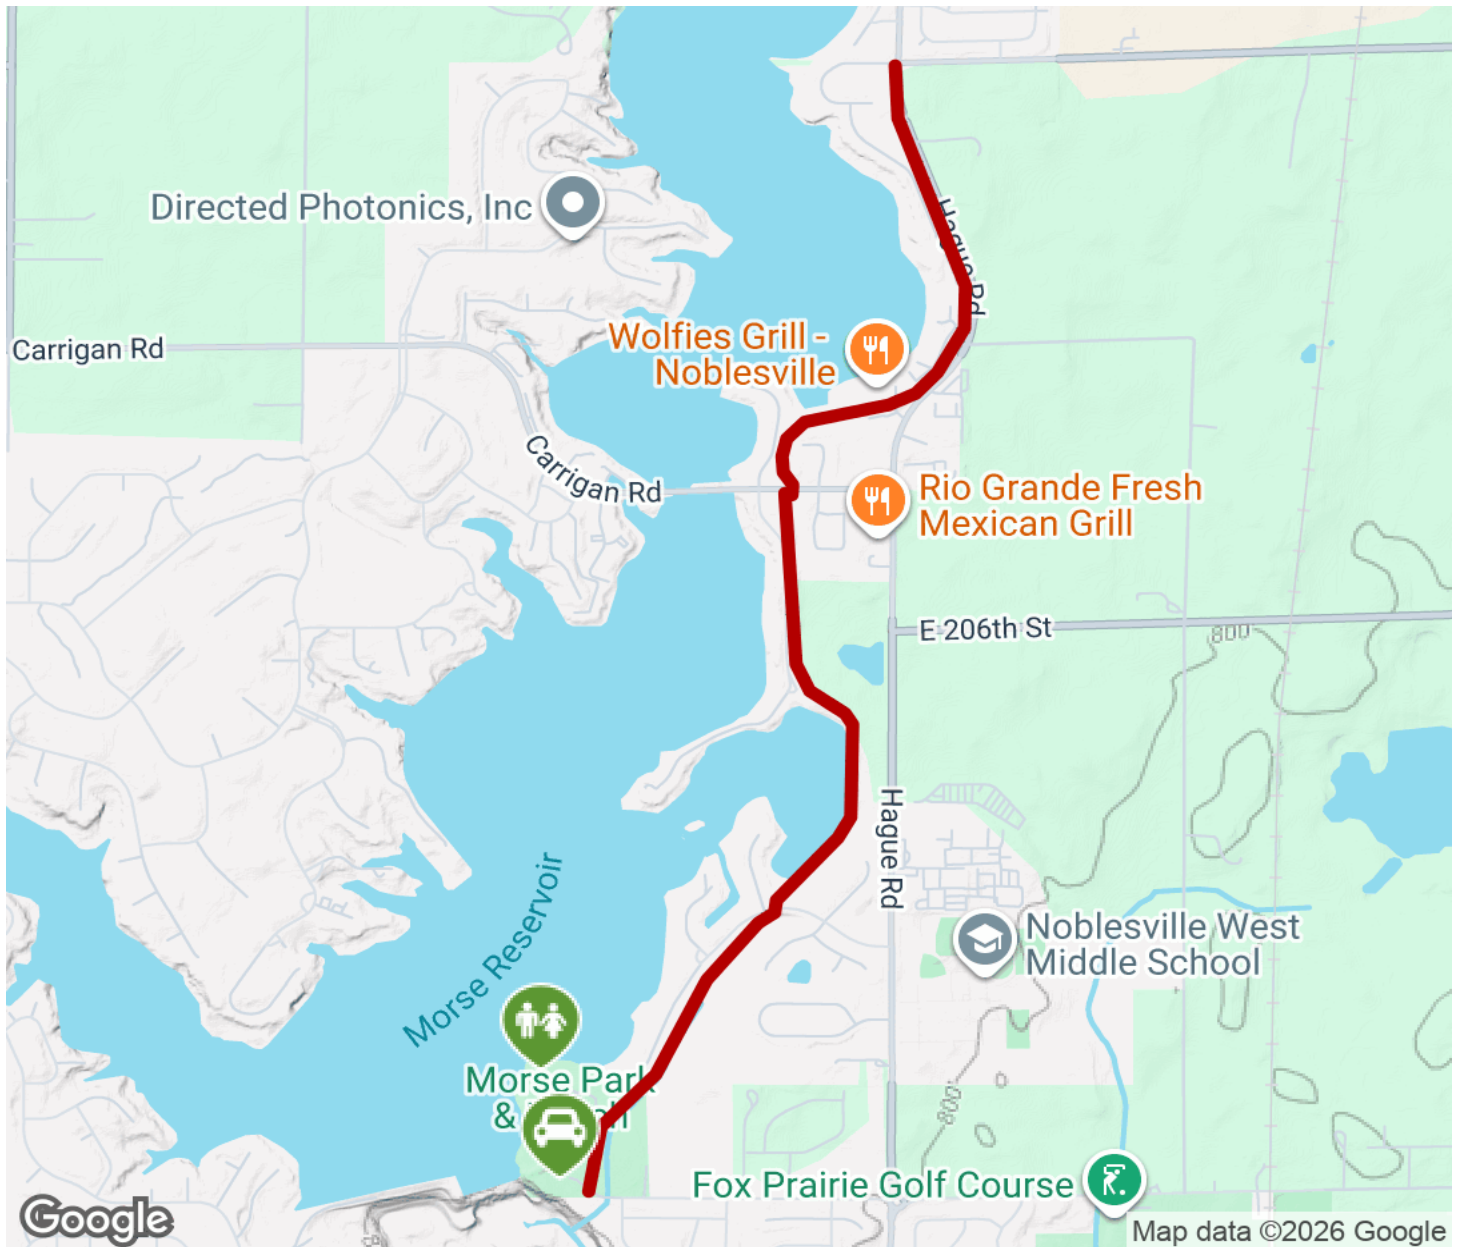 Directed Photonics, Inc
Hague Rd
Wolfies Grill -
Noblesville
Carrigan Rd
Carrigan Rd
Rio Grande Fresh
Mexican Grill
E 206th St
800
Hague Rd
Noblesville West
Middle School
Morse Reservoir
Morse Park
&
800
Fox Prairie Golf Course
Google
Map data ©2026 Google